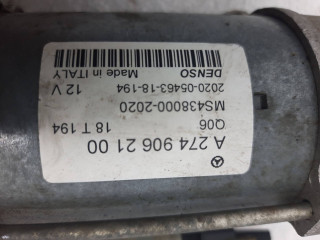 A 274 906 21 00
Q06 18 T 194
MS438000-2020
2020-05463-18-194 12 V
DENSO Made in ITALY